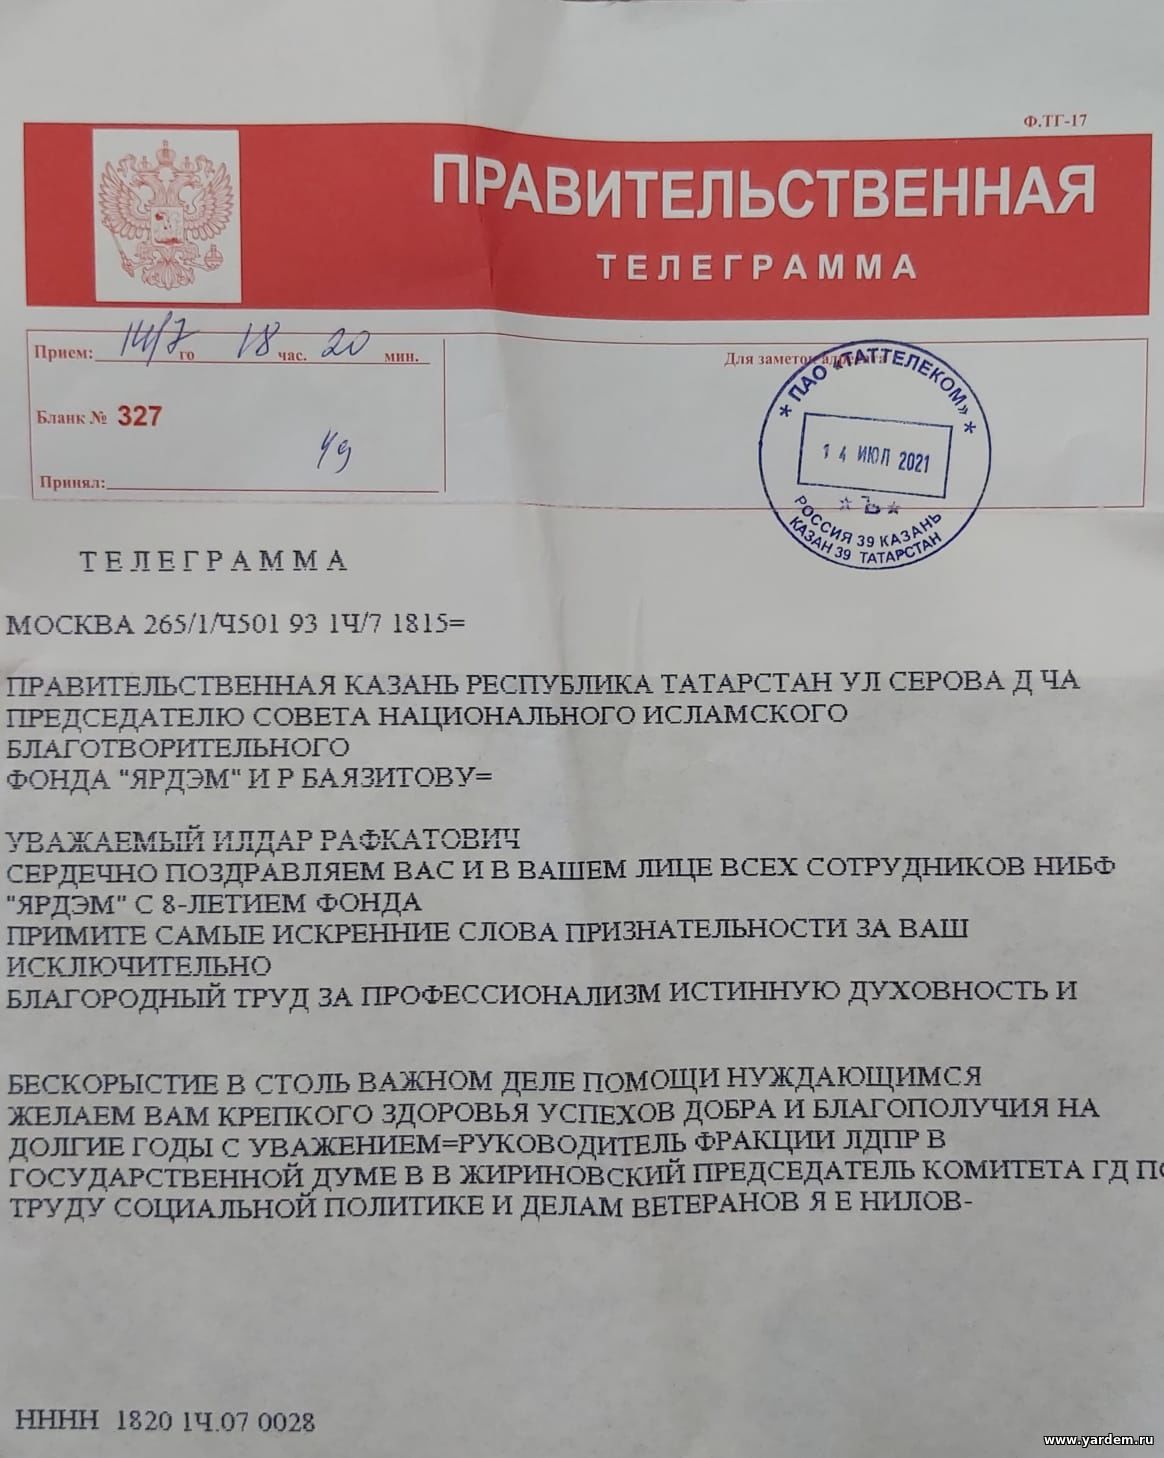 Ф.ТГ-17
ПРАВИТЕЛЬСТВЕННАЯ
ТЕЛЕГРАММА
Прием: 14/7 го 18 час. 20 мин.
Для заметок адресата
Бланк № 327
Принял:
* ПАО «ТАТТЕЛЕКОМ» *
14 ИЮЛ 2021
РОССИЯ 39 КАЗАНЬ
КАЗАН 39 ТАТАРСТАН
ТЕЛЕГРАММА
МОСКВА 265/1/Ч501 93 1Ч/7 1815=
ПРАВИТЕЛЬСТВЕННАЯ КАЗАНЬ РЕСПУБЛИКА ТАТАРСТАН УЛ СЕРОВА Д ЧА
ПРЕДСЕДАТЕЛЮ СОВЕТА НАЦИОНАЛЬНОГО ИСЛАМСКОГО
БЛАГОТВОРИТЕЛЬНОГО
ФОНДА "ЯРДЭМ" И Р БАЯЗИТОВУ=
УВАЖАЕМЫЙ ИЛДАР РАФКАТОВИЧ
СЕРДЕЧНО ПОЗДРАВЛЯЕМ ВАС И В ВАШЕМ ЛИЦЕ ВСЕХ СОТРУДНИКОВ НИБФ
"ЯРДЭМ" С 8-ЛЕТИЕМ ФОНДА
ПРИМИТЕ САМЫЕ ИСКРЕННИЕ СЛОВА ПРИЗНАТЕЛЬНОСТИ ЗА ВАШ
ИСКЛЮЧИТЕЛЬНО
БЛАГОРОДНЫЙ ТРУД ЗА ПРОФЕССИОНАЛИЗМ ИСТИННУЮ ДУХОВНОСТЬ И
БЕСКОРЫСТИЕ В СТОЛЬ ВАЖНОМ ДЕЛЕ ПОМОЩИ НУЖДАЮЩИМСЯ
ЖЕЛАЕМ ВАМ КРЕПКОГО ЗДОРОВЬЯ УСПЕХОВ ДОБРА И БЛАГОПОЛУЧИЯ НА
ДОЛГИЕ ГОДЫ С УВАЖЕНИЕМ=РУКОВОДИТЕЛЬ ФРАКЦИИ ЛДПР В
ГОСУДАРСТВЕННОЙ ДУМЕ В В ЖИРИНОВСКИЙ ПРЕДСЕДАТЕЛЬ КОМИТЕТА ГД ПО
ТРУДУ СОЦИАЛЬНОЙ ПОЛИТИКЕ И ДЕЛАМ ВЕТЕРАНОВ Я Е НИЛОВ-
НННН 1820 1Ч.07 0028
www.yardem.ru